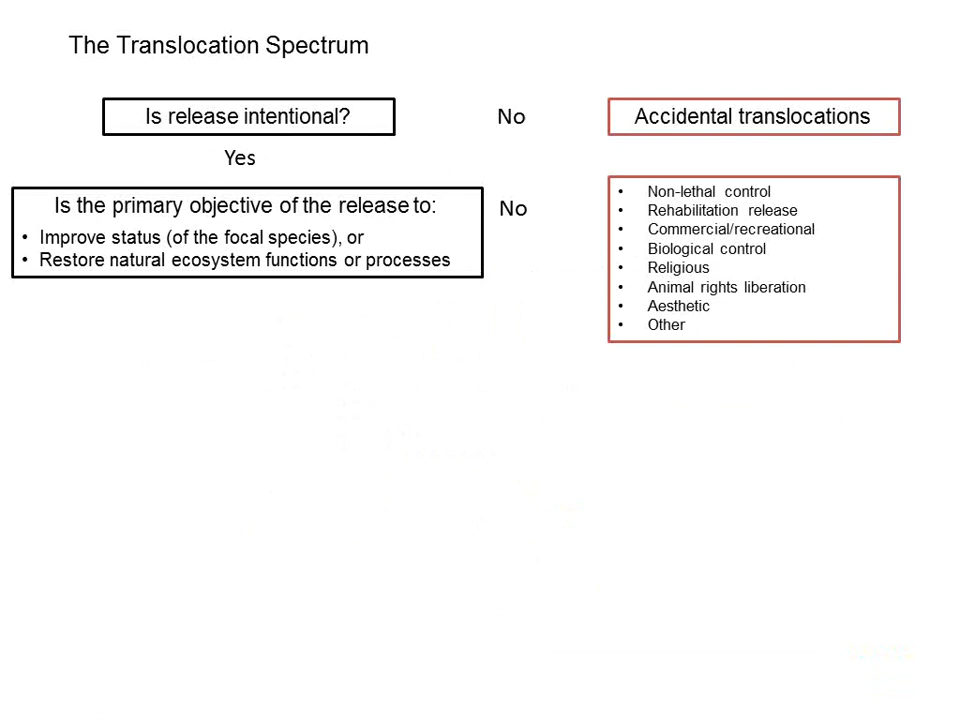 The Translocation Spectrum
Is release intentional?
No
Accidental translocations
Yes
Is the primary objective of the release to:
• Improve status (of the focal species), or
• Restore natural ecosystem functions or processes
No
• Non-lethal control
• Rehabilitation release
• Commercial/recreational
• Biological control
• Religious
• Animal rights liberation
• Aesthetic
• Other